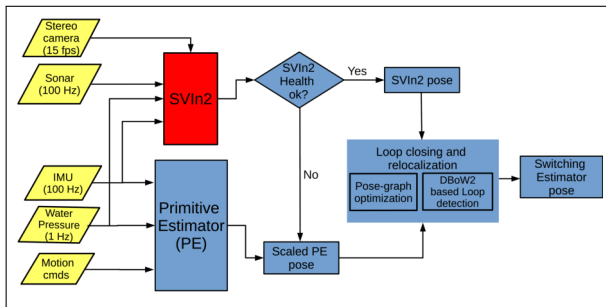 Stereo
camera
(15 fps)
Sonar
(100 Hz)
IMU
(100 Hz)
Water
Pressure
(1 Hz)
Motion
cmds
SVIn2
Primitive
Estimator
(PE)
SVIn2
Health
ok?
Yes
No
SVIn2 pose
Scaled PE
pose
Loop closing and
relocalization
Pose-graph
optimization
DBoW2
based Loop
detection
Switching
Estimator
pose